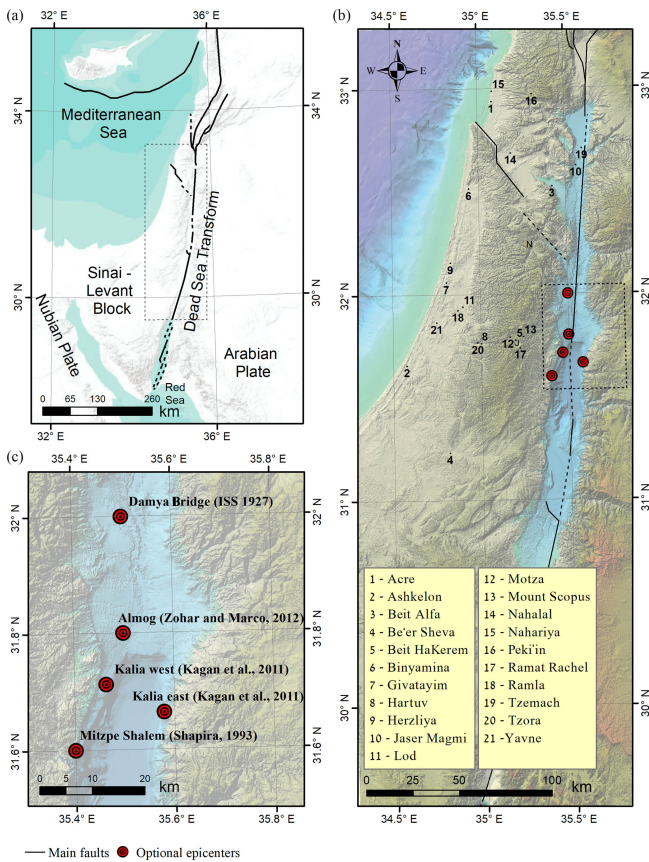 (a)
32° E
36° E
34° N
34° N
Mediterranean
Sea
Dead Sea Transform
Sinai -
Levant
Block
30° N
30° N
Nubian Plate
Arabian
Plate
Red
Sea
0 65 130 260
km
32° E
36° E
(b)
34.5° E
35° E
35.5° E
N
W E
S
33° N
33° N
15
1
16
14
19
10
3
6
N
9
7
11
18
21
8
20
5
13
12
17
2
4
32° N
32° N
31° N
31° N
30° N
30° N
1 - Acre
2 - Ashkelon
3 - Beit Alfa
4 - Be'er Sheva
5 - Beit HaKerem
6 - Binyamina
7 - Givatayim
8 - Hartuv
9 - Herzliya
10 - Jaser Magmi
11 - Lod
12 - Motza
13 - Mount Scopus
14 - Nahalal
15 - Nahariya
16 - Peki'in
17 - Ramat Rachel
18 - Ramla
19 - Tzemach
20 - Tzora
21 - Yavne
0 25 50 100
km
34.5° E
35° E
35.5° E
(c)
35.4° E
35.6° E
32° N
32° N
Damya Bridge (ISS 1927)
31.8° N
31.8° N
Almog (Zohar and Marco, 2012)
Kalia west (Kagan et al., 2011)
Kalia east (Kagan et al., 2011)
31.6° N
31.6° N
Mitzpe Shalem (Shapira, 1993)
0 5 10 20
km
35.4° E
35.6° E
Main faults
Optional epicenters